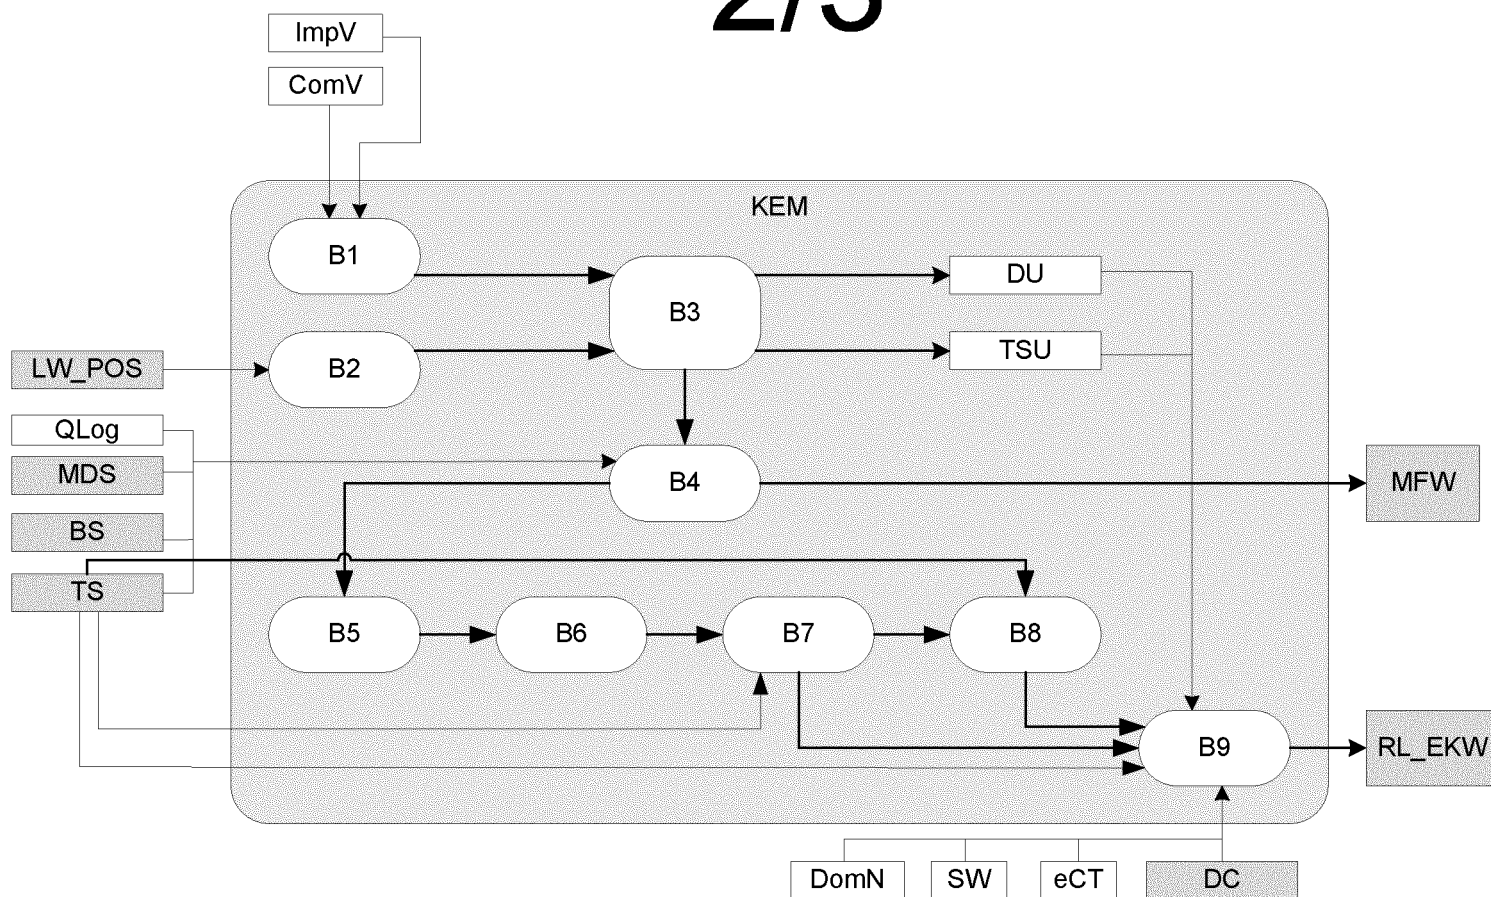 2/5
ImpV
ComV
KEM
B1
B3
DU
TSU
LW_POS
B2
QLog
MDS
B4
MFW
BS
TS
B5
B6
B7
B8
B9
RL_EKW
DomN
SW
eCT
DC